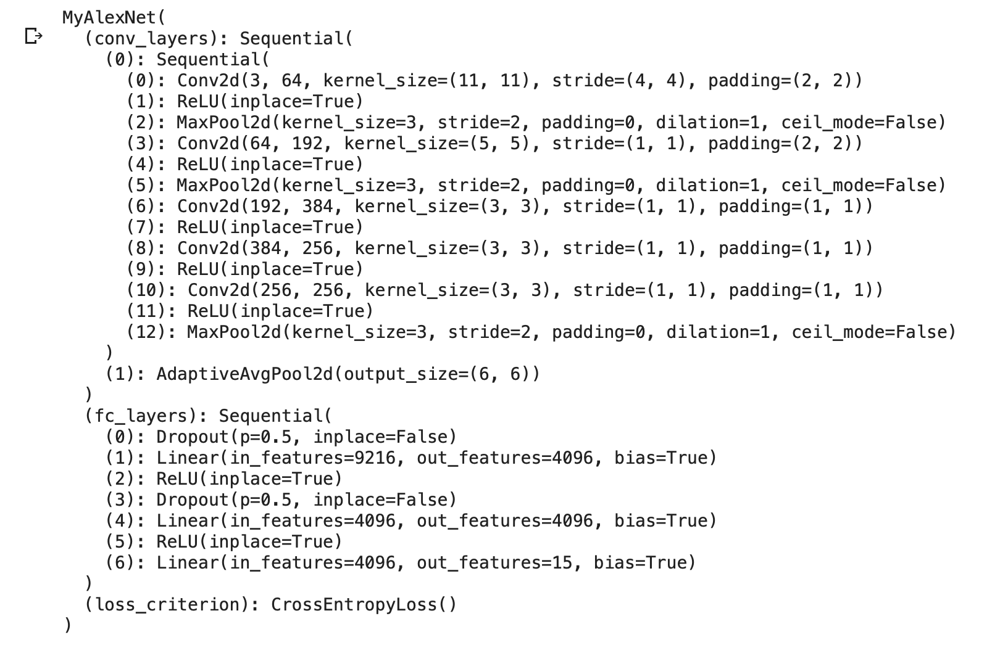 MyAlexNet(
  (conv_layers): Sequential(
    (0): Sequential(
      (0): Conv2d(3, 64, kernel_size=(11, 11), stride=(4, 4), padding=(2, 2))
      (1): ReLU(inplace=True)
      (2): MaxPool2d(kernel_size=3, stride=2, padding=0, dilation=1, ceil_mode=False)
      (3): Conv2d(64, 192, kernel_size=(5, 5), stride=(1, 1), padding=(2, 2))
      (4): ReLU(inplace=True)
      (5): MaxPool2d(kernel_size=3, stride=2, padding=0, dilation=1, ceil_mode=False)
      (6): Conv2d(192, 384, kernel_size=(3, 3), stride=(1, 1), padding=(1, 1))
      (7): ReLU(inplace=True)
      (8): Conv2d(384, 256, kernel_size=(3, 3), stride=(1, 1), padding=(1, 1))
      (9): ReLU(inplace=True)
      (10): Conv2d(256, 256, kernel_size=(3, 3), stride=(1, 1), padding=(1, 1))
      (11): ReLU(inplace=True)
      (12): MaxPool2d(kernel_size=3, stride=2, padding=0, dilation=1, ceil_mode=False)
    )
    (1): AdaptiveAvgPool2d(output_size=(6, 6))
  )
  (fc_layers): Sequential(
    (0): Dropout(p=0.5, inplace=False)
    (1): Linear(in_features=9216, out_features=4096, bias=True)
    (2): ReLU(inplace=True)
    (3): Dropout(p=0.5, inplace=False)
    (4): Linear(in_features=4096, out_features=4096, bias=True)
    (5): ReLU(inplace=True)
    (6): Linear(in_features=4096, out_features=15, bias=True)
  )
  (loss_criterion): CrossEntropyLoss()
)